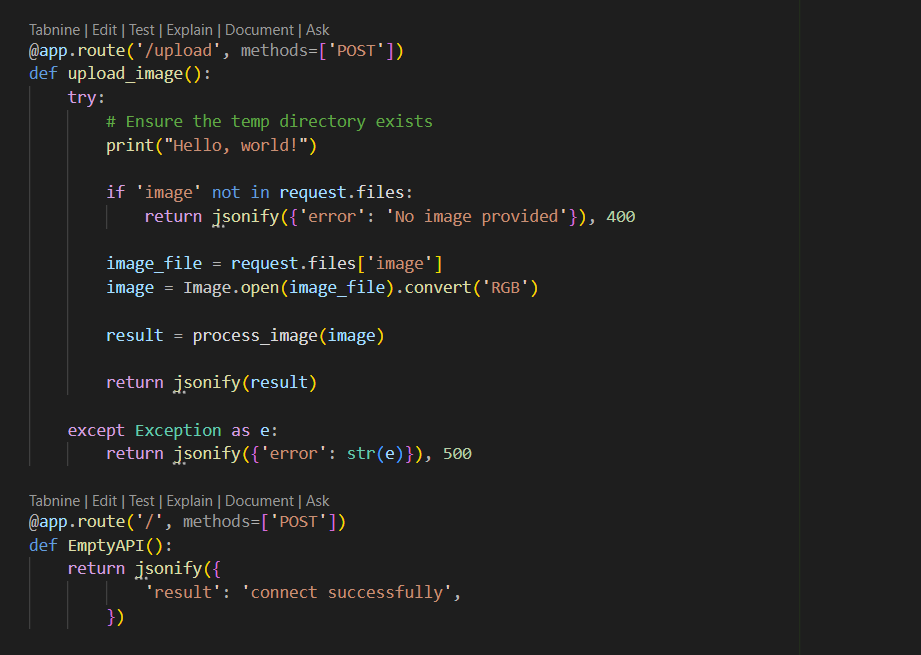 Tabnine | Edit | Test | Explain | Document | Ask
@app.route('/upload', methods=['POST'])
def upload_image():
    try:
        # Ensure the temp directory exists
        print("Hello, world!")

        if 'image' not in request.files:
            return jsonify({'error': 'No image provided'}), 400

        image_file = request.files['image']
        image = Image.open(image_file).convert('RGB')

        result = process_image(image)

        return jsonify(result)

    except Exception as e:
        return jsonify({'error': str(e)}), 500

Tabnine | Edit | Test | Explain | Document | Ask
@app.route('/', methods=['POST'])
def EmptyAPI():
    return jsonify({
            'result': 'connect successfully',
        })